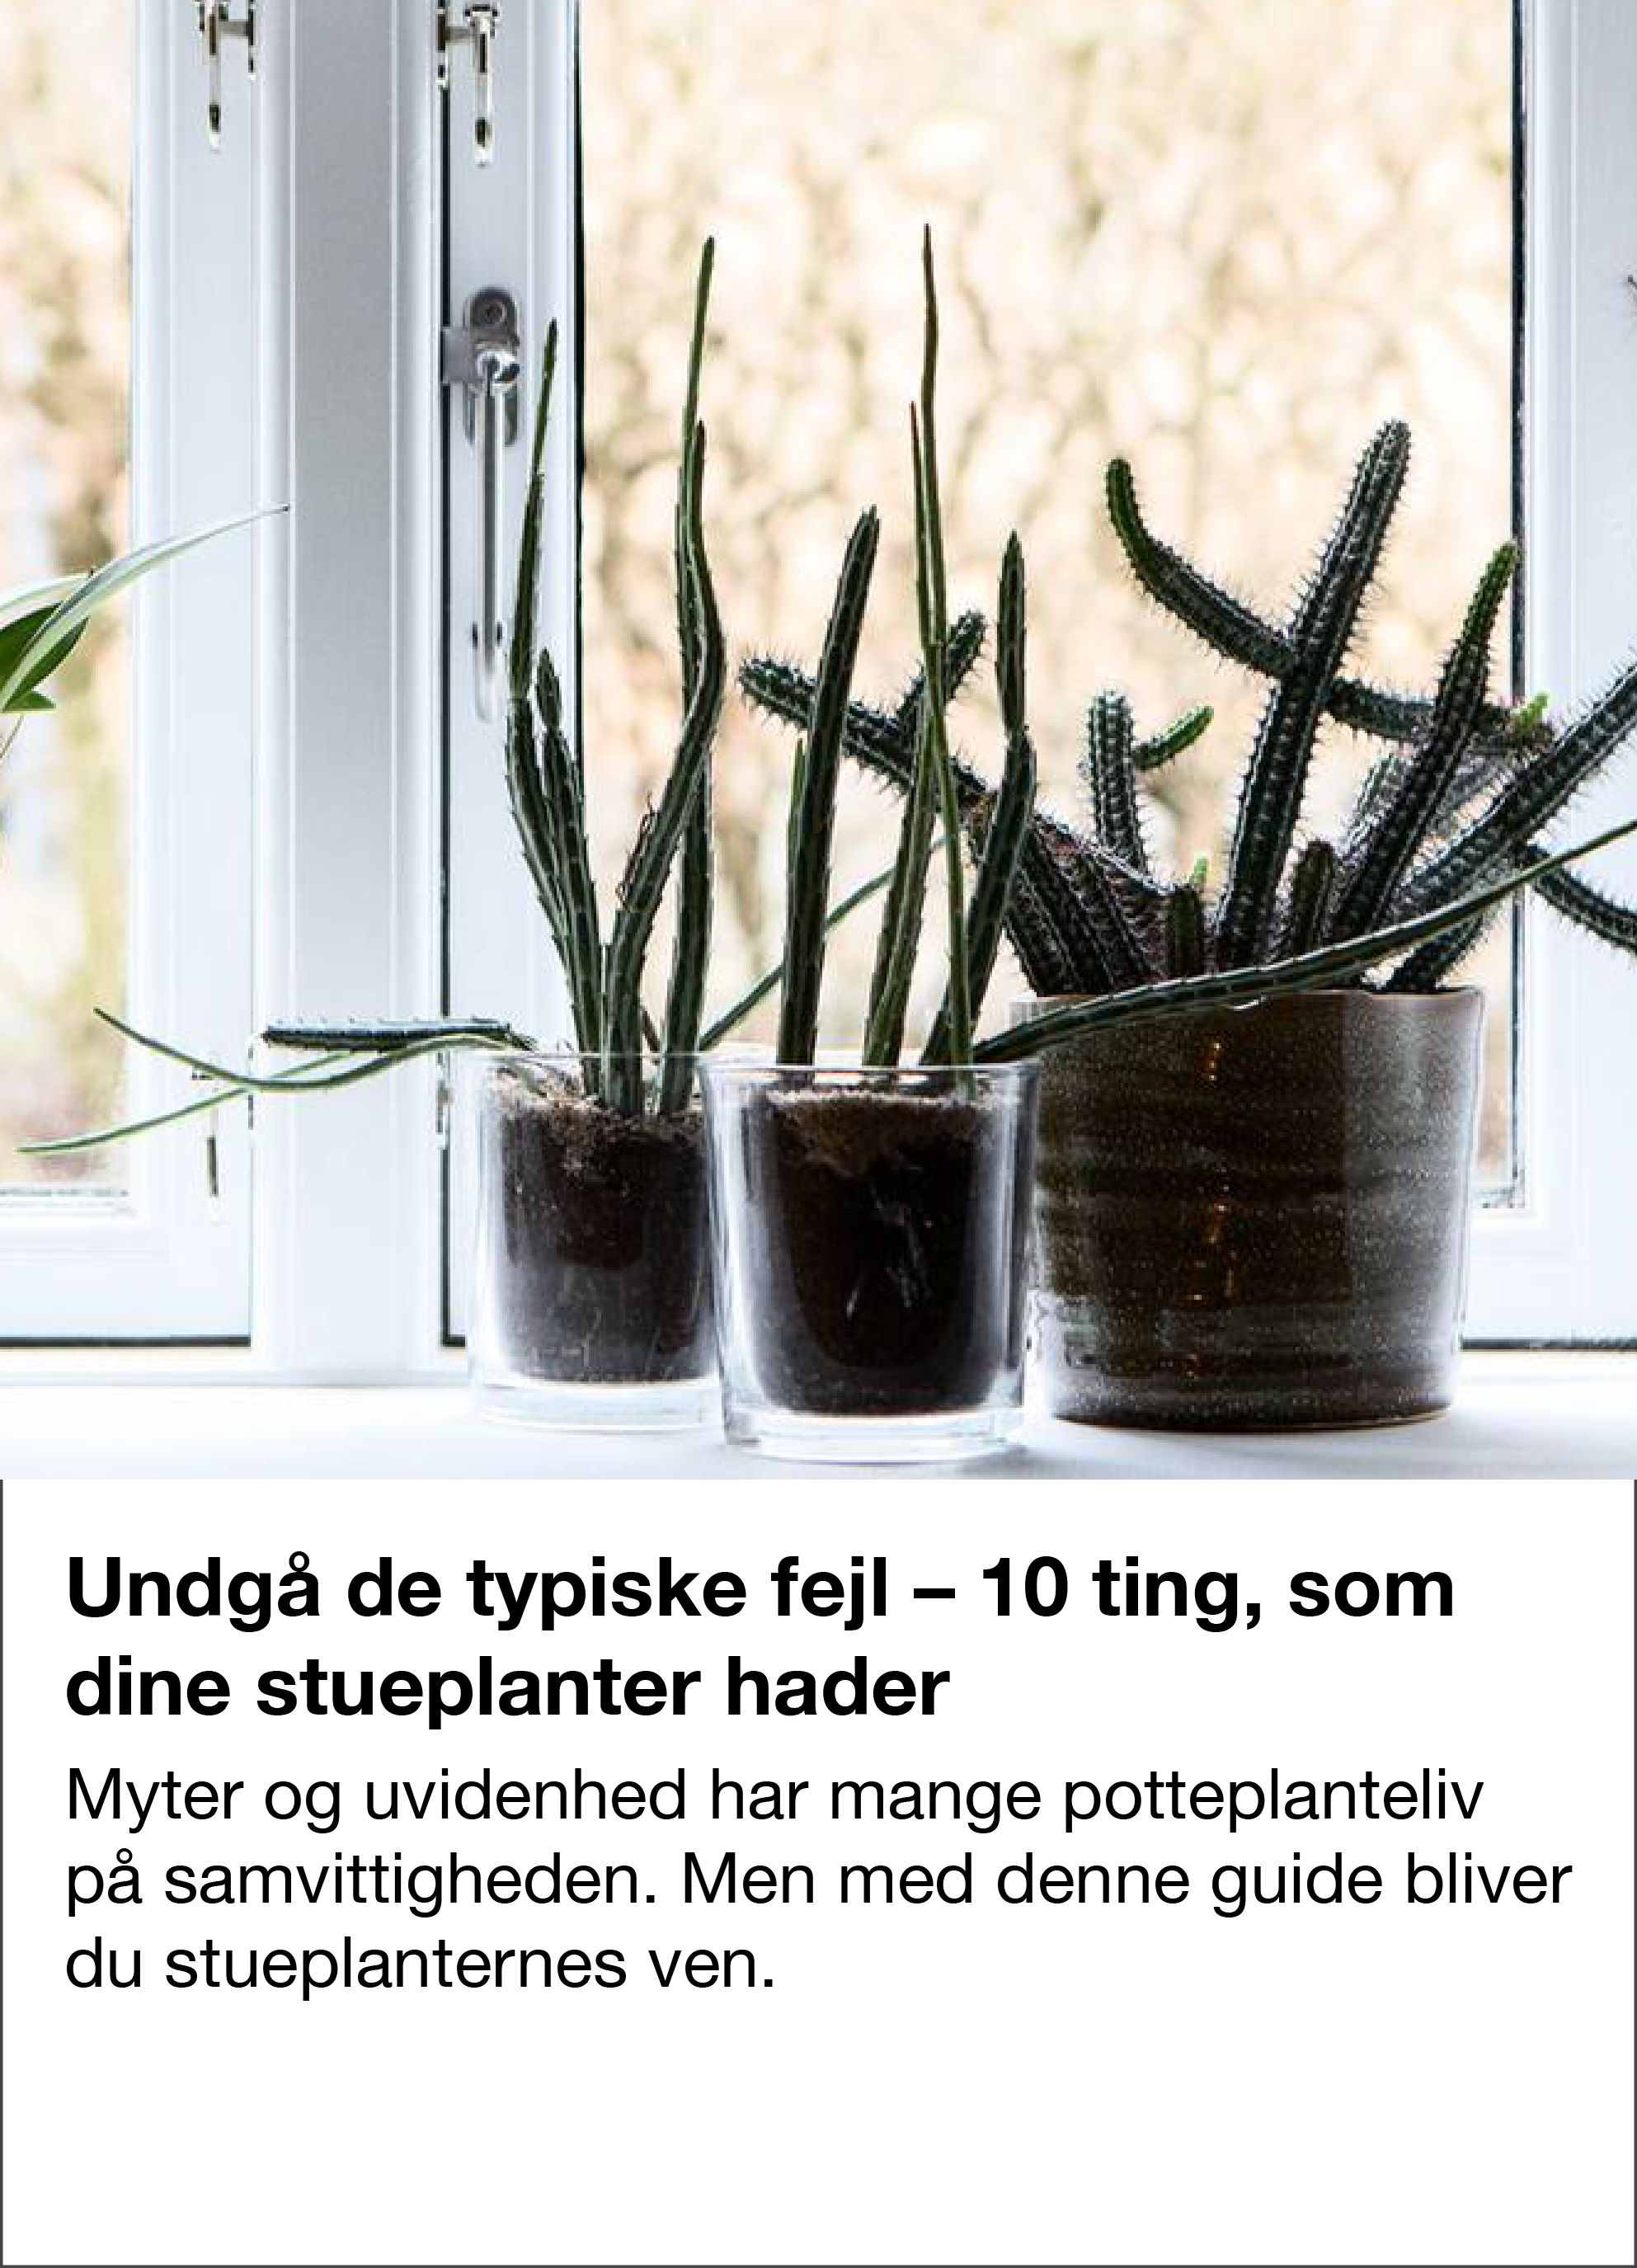 Undgå de typiske fejl – 10 ting, som
dine stueplanter hader
Myter og uvidenhed har mange potteplanteliv
på samvittigheden. Men med denne guide bliver
du stueplanternes ven.